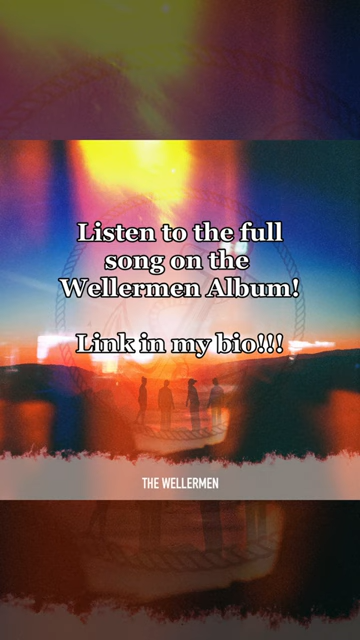 Listen to the full
song on the
Wellermen Album!
Link in my bio!!!
THE WELLERMEN